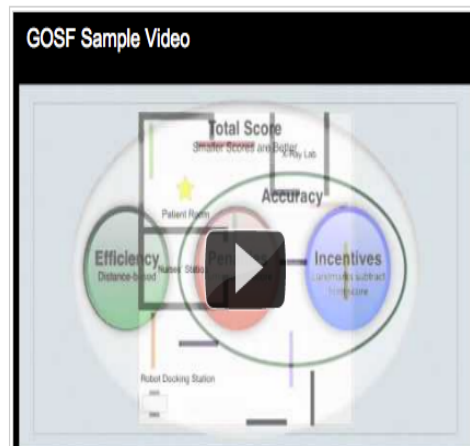 GOSF Sample Video
Total Score
Smaller Scores are Better
X-Ray Lab
Accuracy
Patient Room
Efficiency
Distance-based
Nurses' Station
Incentives
Landmarks subtract
from score
Robot Docking Station